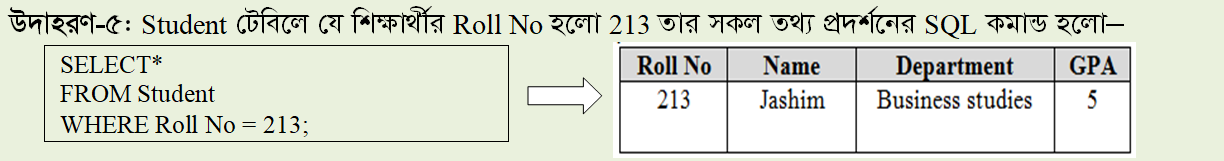 উদাহরণ-৫: Student টেবিলে যে শিক্ষার্থীর Roll No হলো 213 তার সকল তথ্য প্রদর্শনের SQL কমান্ড হলো–
SELECT*
FROM Student
WHERE Roll No = 213;
Roll No Name Department GPA
213 Jashim Business studies 5